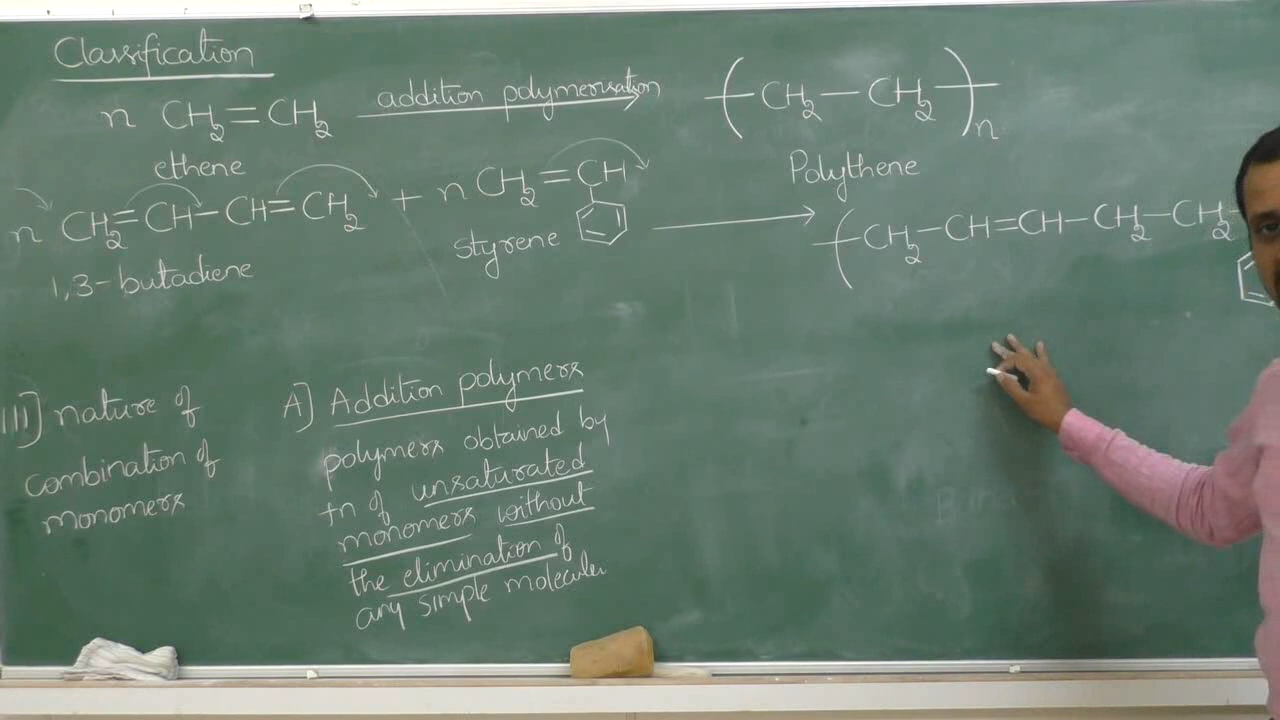 Classification
n CH2=CH2 addition polymerisation (CH2-CH2)n
ethene
Polythene
n CH2=CH-CH=CH2 + n CH2=CH (CH2-CH=CH-CH2-CH2-
1,3-butadiene
styrene
III] nature of
combination of
monomers
A] Addition polymers
polymers obtained by
+n of unsaturated
monomers without
the elimination of
any simple molecules